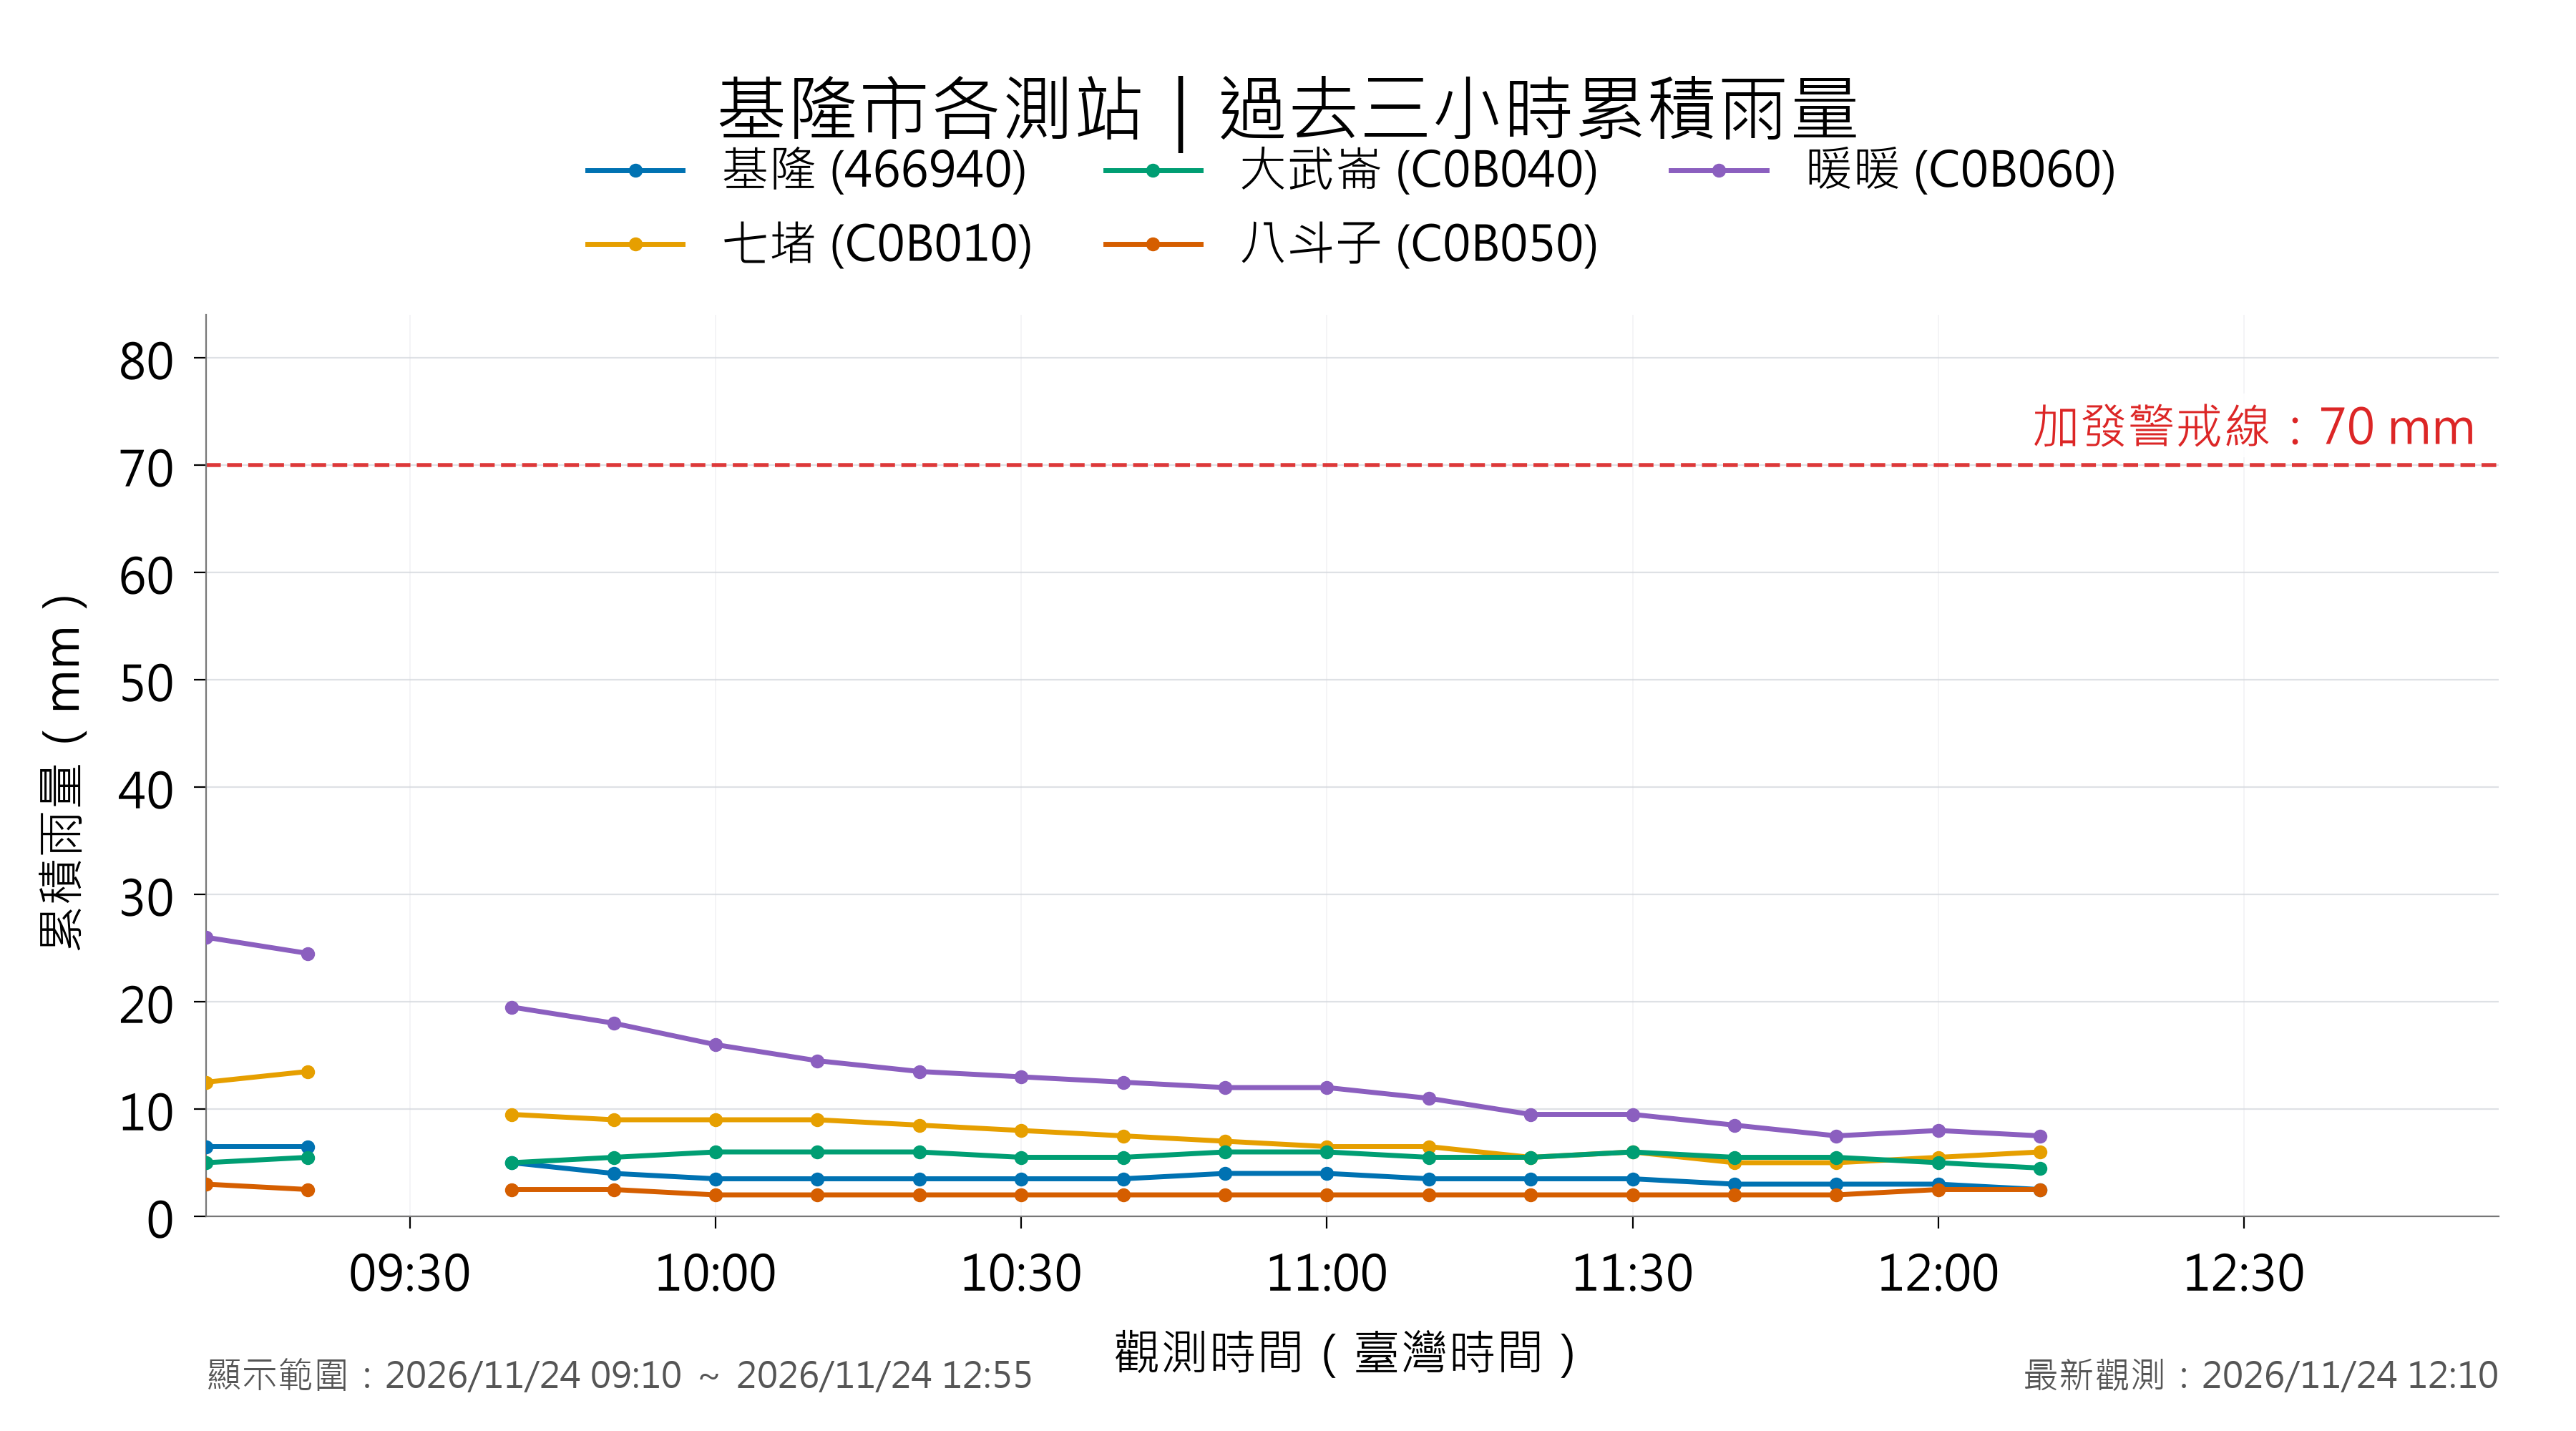 基隆市各測站｜過去三小時累積雨量
基隆 (466940)
大武崙 (C0B040)
暖暖 (C0B060)
七堵 (C0B010)
八斗子 (C0B050)
80
70
60
50
40
30
20
10
0
累積雨量（mm）
加發警戒線：70 mm
09:30
10:00
10:30
11:00
11:30
12:00
12:30
觀測時間（臺灣時間）
顯示範圍：2026/11/24 09:10 ~ 2026/11/24 12:55
最新觀測：2026/11/24 12:10